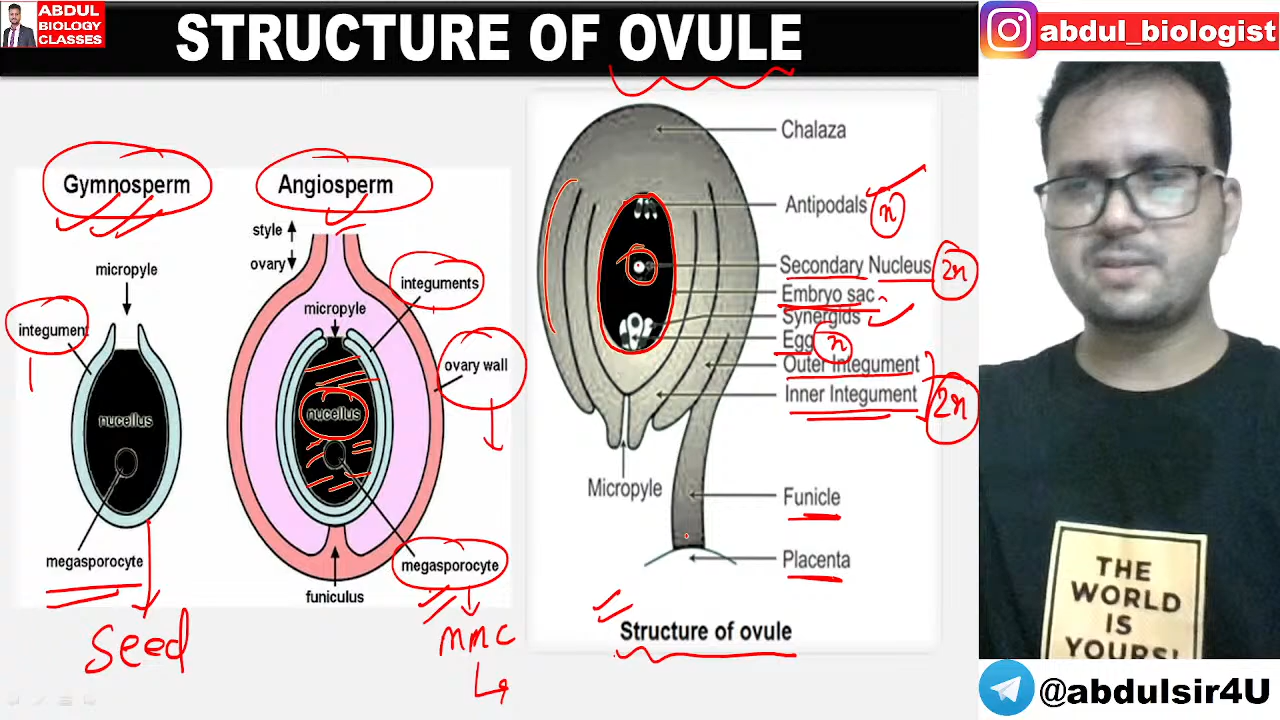 ABDUL
BIOLOGY
CLASSES
STRUCTURE OF OVULE
abdul_biologist
Gymnosperm
Angiosperm
style
ovary
micropyle
integument
integuments
micropyle
ovary wall
nucellus
nucellus
megasporocyte
megasporocyte
funiculus
seed
MMC
Chalaza
Antipodals
n
Secondary Nucleus
2n
Embryo sac
Synergids
Egg
n
Outer Integument
Inner Integument
2n
Micropyle
Funicle
Placenta
Structure of ovule
THE
WORLD
IS
YOURS!
@abdulsir4U